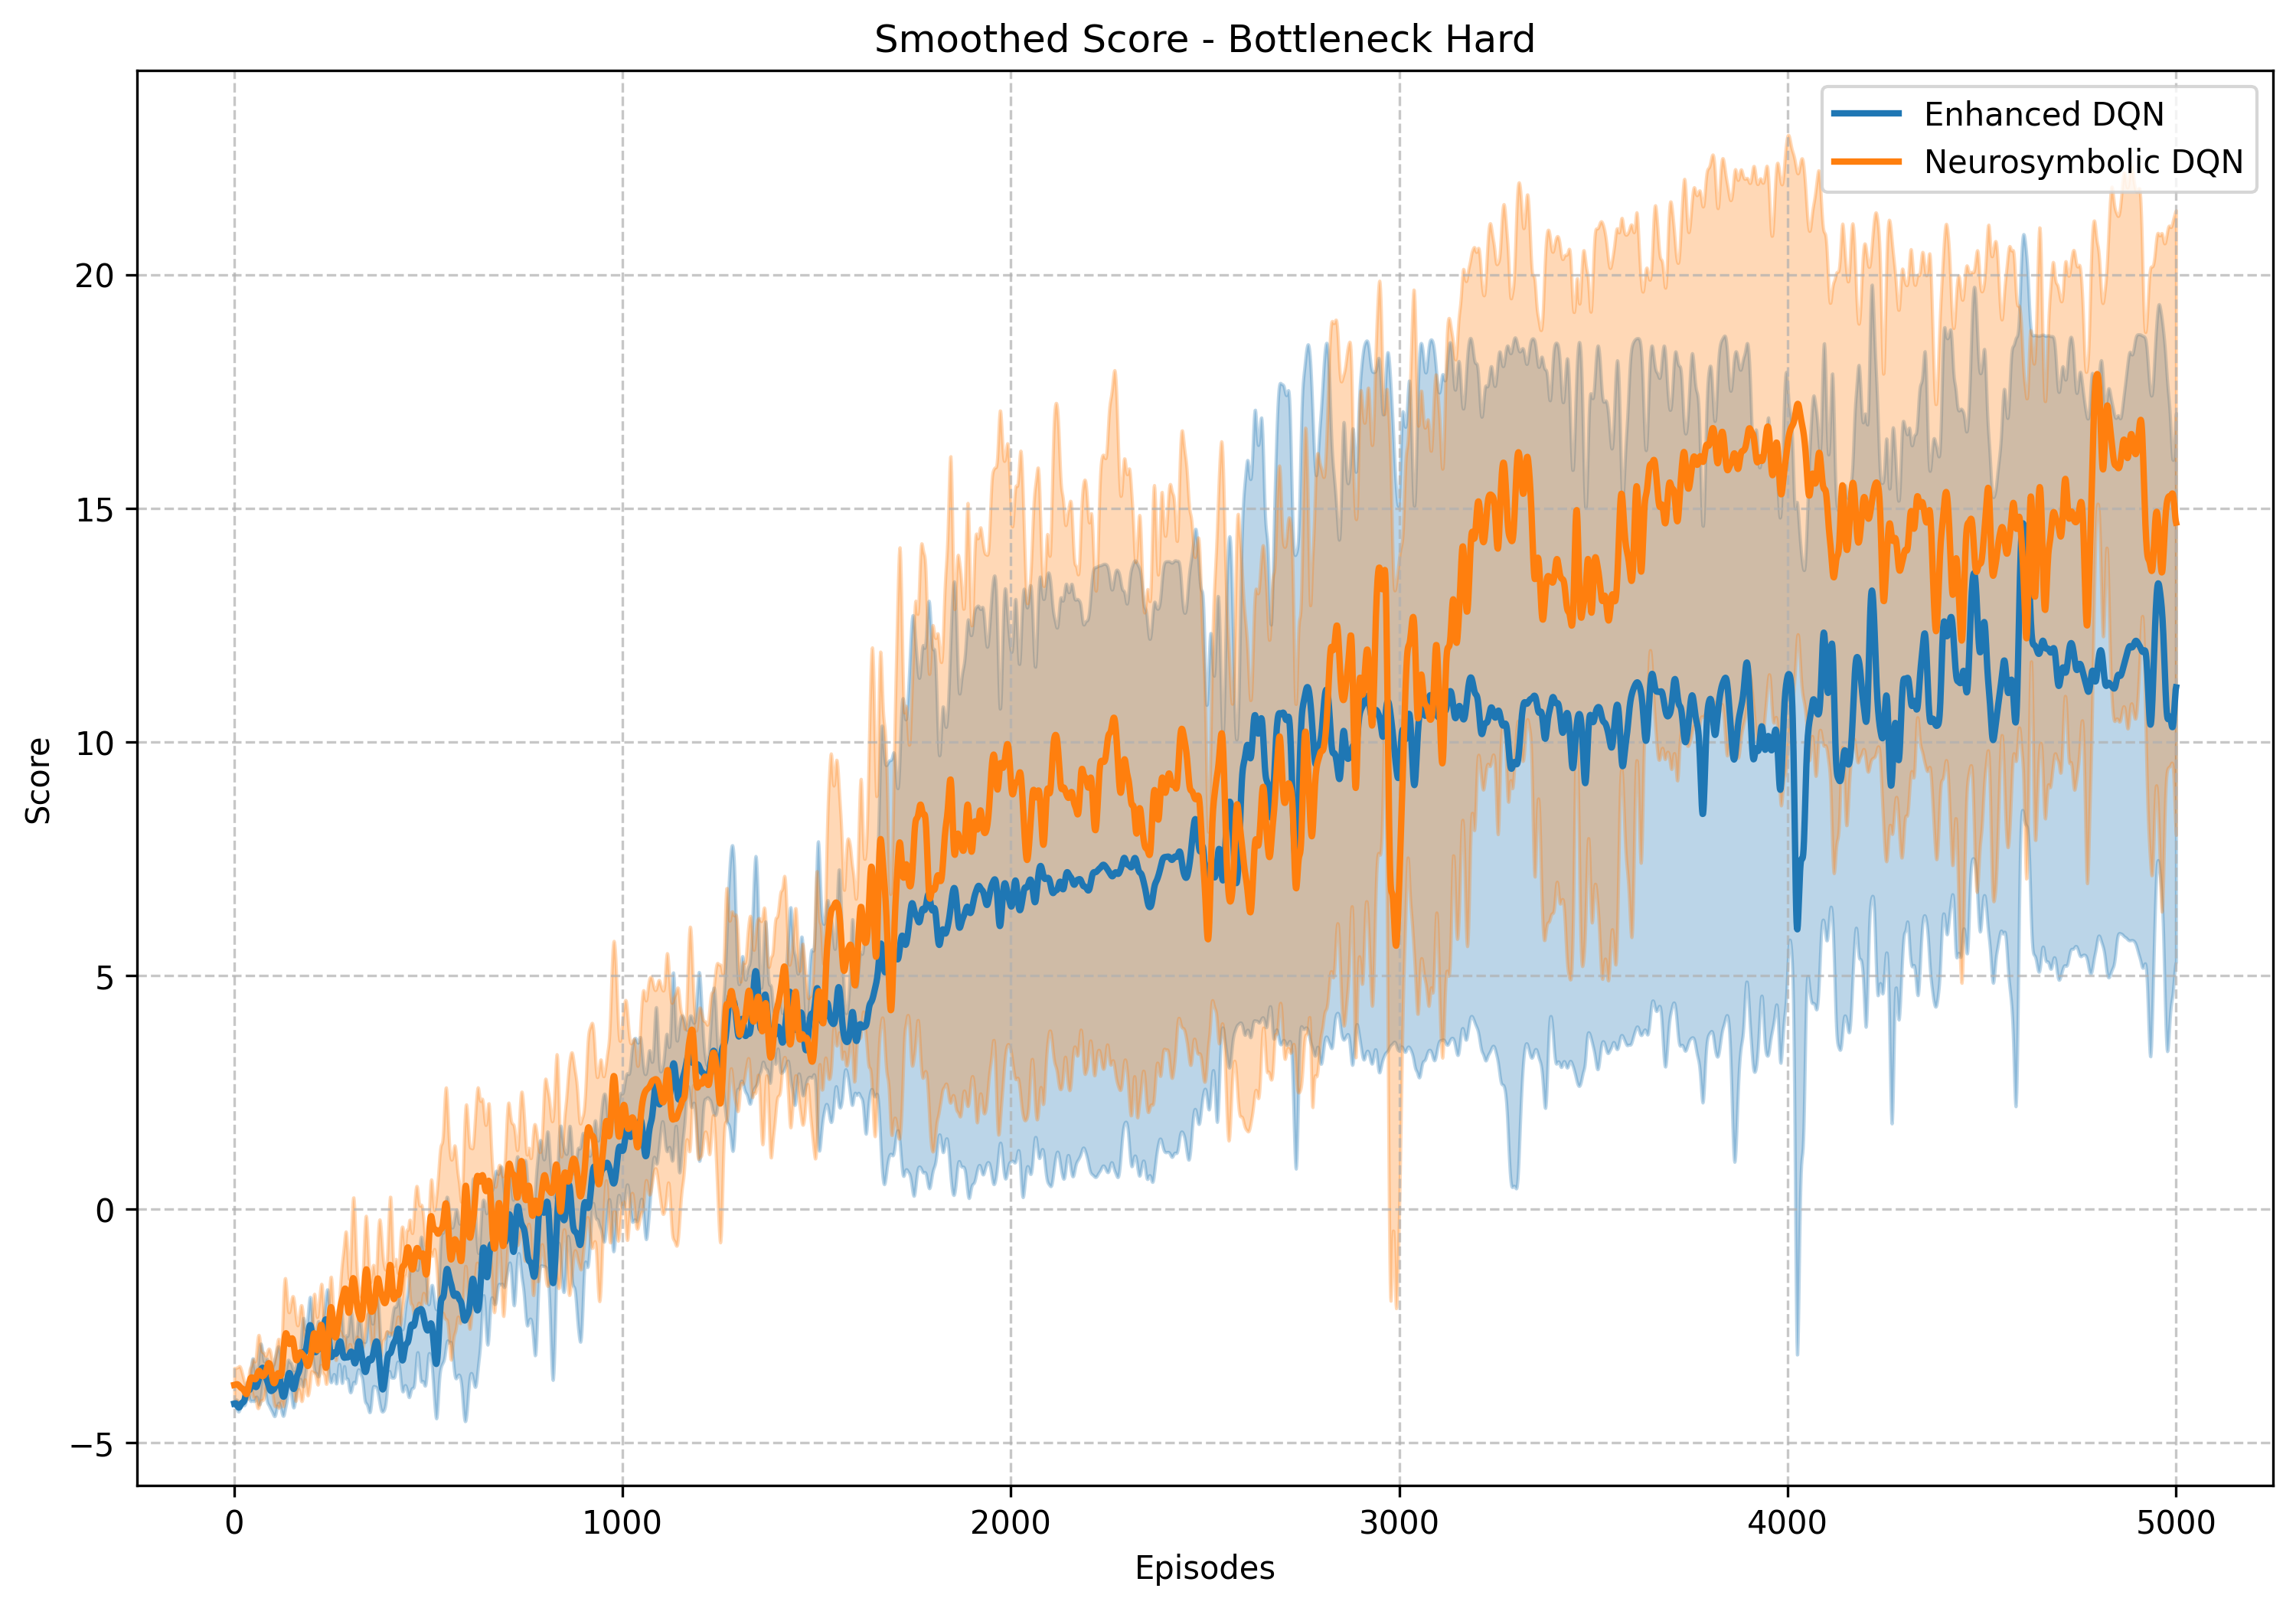 Smoothed Score - Bottleneck Hard
Enhanced DQN
Neurosymbolic DQN
Score
20
15
10
5
0
−5
0 1000 2000 3000 4000 5000
Episodes